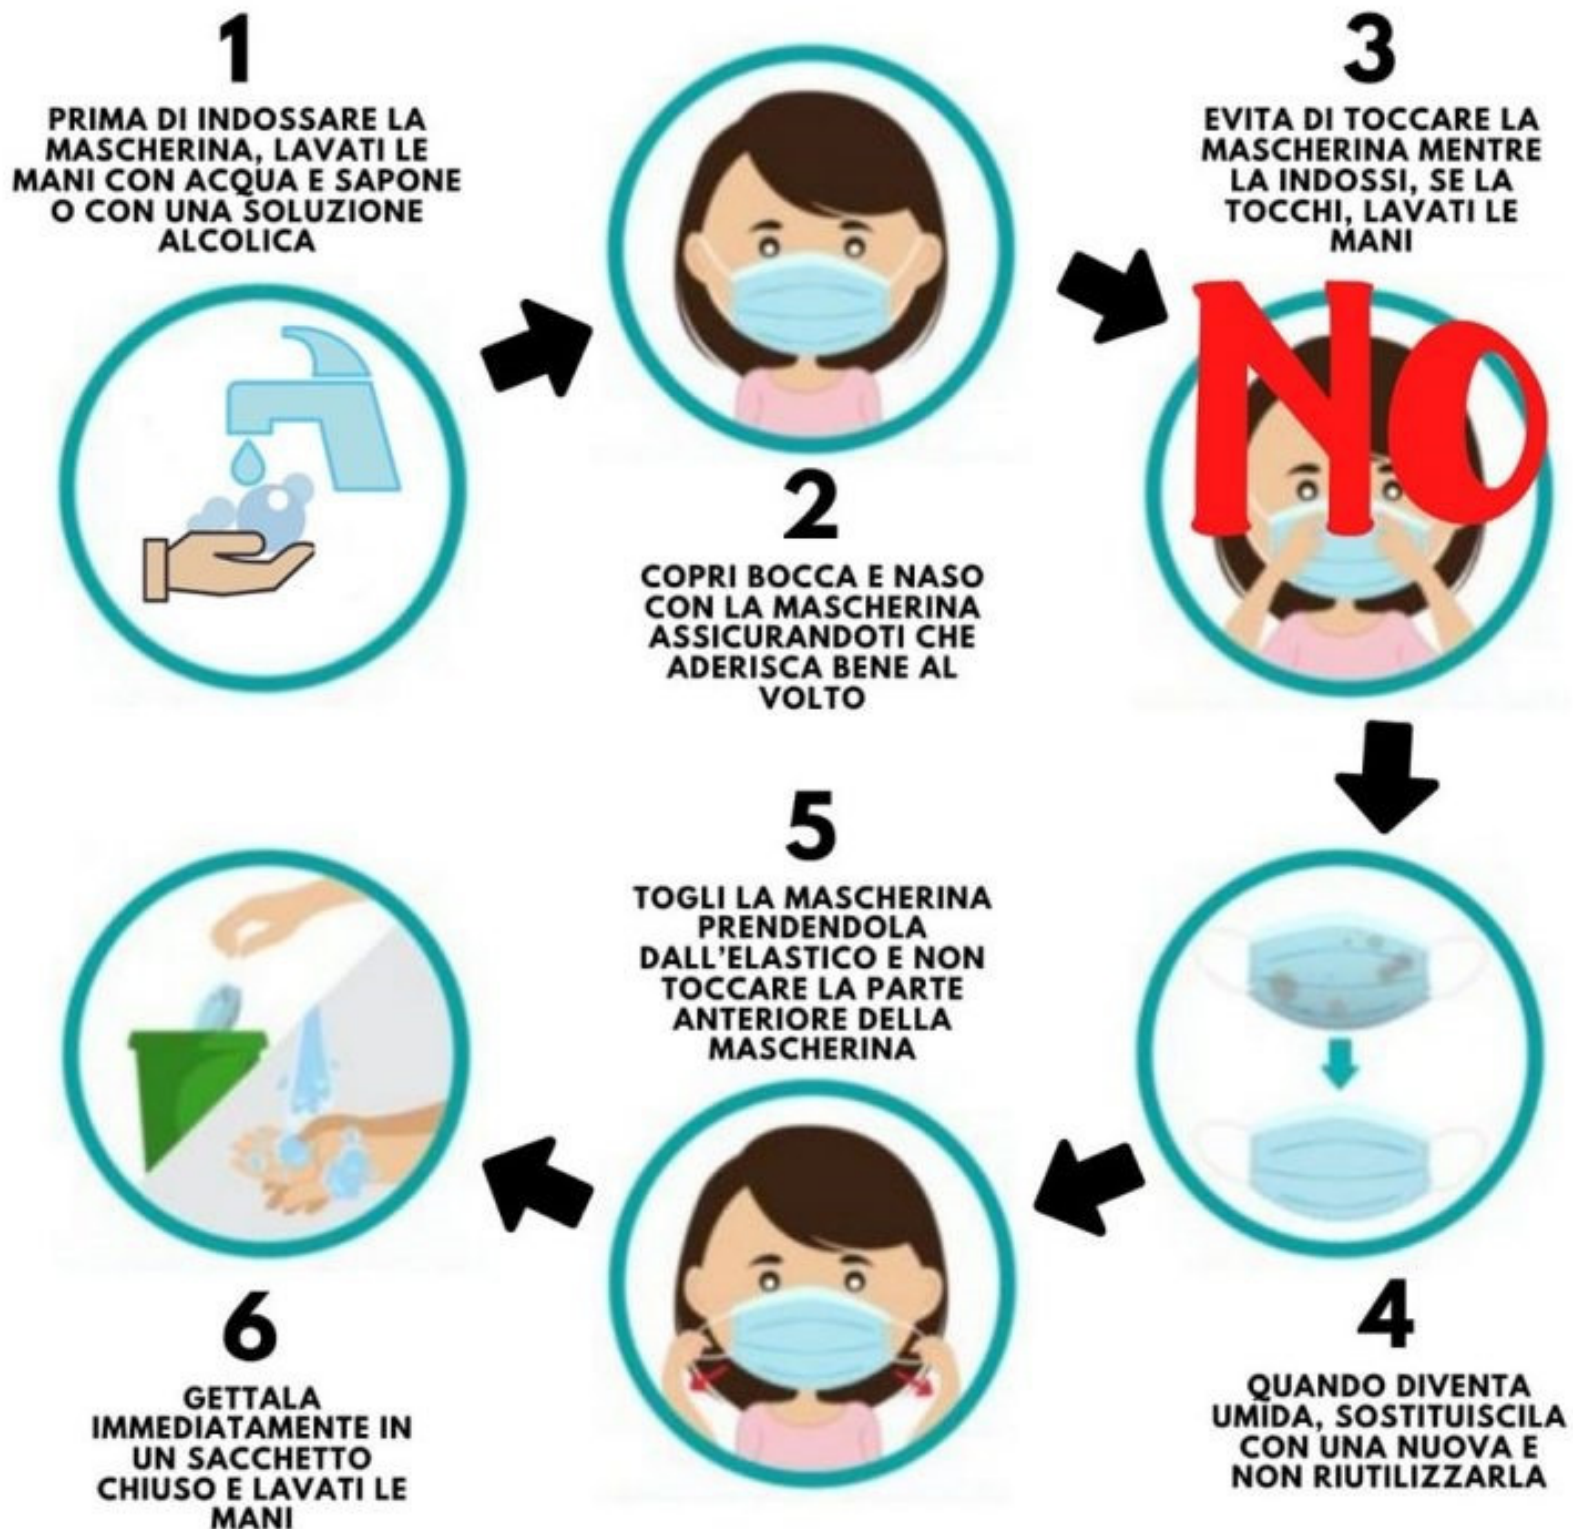 1
PRIMA DI INDOSSARE LA
MASCHERINA, LAVATI LE
MANI CON ACQUA E SAPONE
O CON UNA SOLUZIONE
ALCOLICA
2
COPRI BOCCA E NASO
CON LA MASCHERINA
ASSICURANDOTI CHE
ADERISCA BENE AL
VOLTO
3
EVITA DI TOCCARE LA
MASCHERINA MENTRE
LA INDOSSI, SE LA
TOCCHI, LAVATI LE
MANI
NO
4
QUANDO DIVENTA
UMIDA, SOSTITUISCILA
CON UNA NUOVA E
NON RIUTILIZZARLA
5
TOGLI LA MASCHERINA
PRENDENDOLA
DALL'ELASTICO E NON
TOCCARE LA PARTE
ANTERIORE DELLA
MASCHERINA
6
GETTALA
IMMEDIATAMENTE IN
UN SACCHETTO
CHIUSO E LAVATI LE
MANI